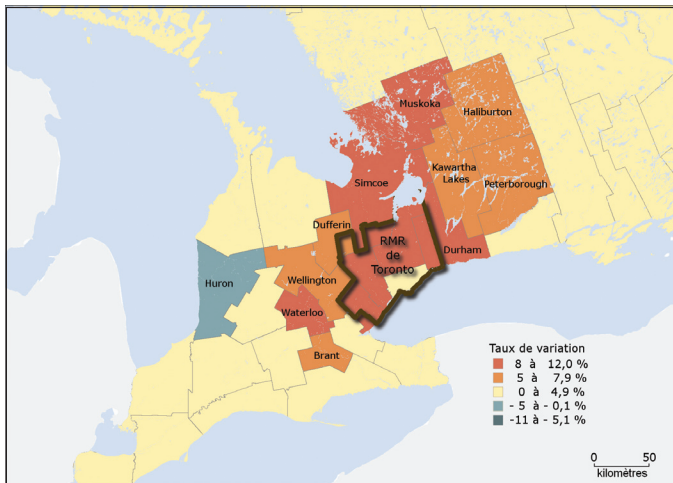 Muskoka
Haliburton
Kawartha
Lakes
Peterborough
Simcoe
Dufferin
RMR
de
Toronto
Durham
Huron
Wellington
Waterloo
Brant
Taux de variation
8 à 12,0 %
5 à 7,9 %
0 à 4,9 %
- 5 à - 0,1 %
-11 à - 5,1 %
0 50
kilomètres